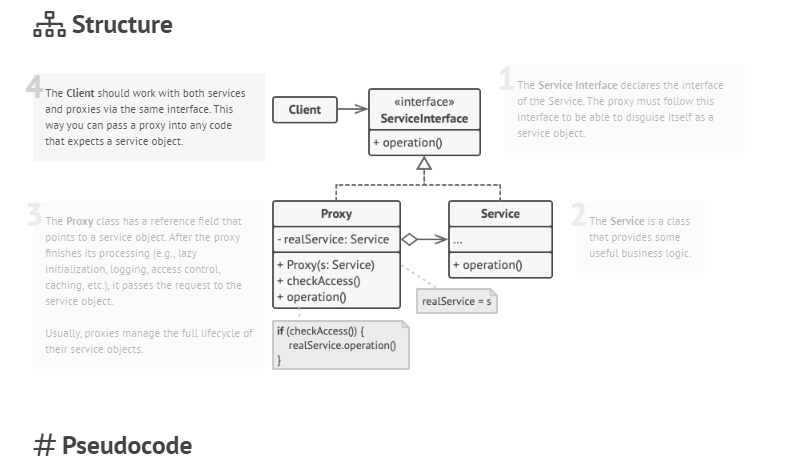 Structure
4
The Client should work with both services
and proxies via the same interface. This
way you can pass a proxy into any code
that expects a service object.
Client
«interface»
ServiceInterface
+ operation()
1
The Service Interface declares the interface
of the Service. The proxy must follow this
interface to be able to disguise itself as a
service object.
3
The Proxy class has a reference field that
points to a service object. After the proxy
finishes its processing (e.g., lazy
initialization, logging, access control,
caching, etc.), it passes the request to the
service object.
Usually, proxies manage the full lifecycle of
their service objects.
Proxy
- realService: Service
+ Proxy(s: Service)
+ checkAccess()
+ operation()
Service
...
+ operation()
2
The Service is a class
that provides some
useful business logic.
realService = s
if (checkAccess()) {
realService.operation()
}
# Pseudocode